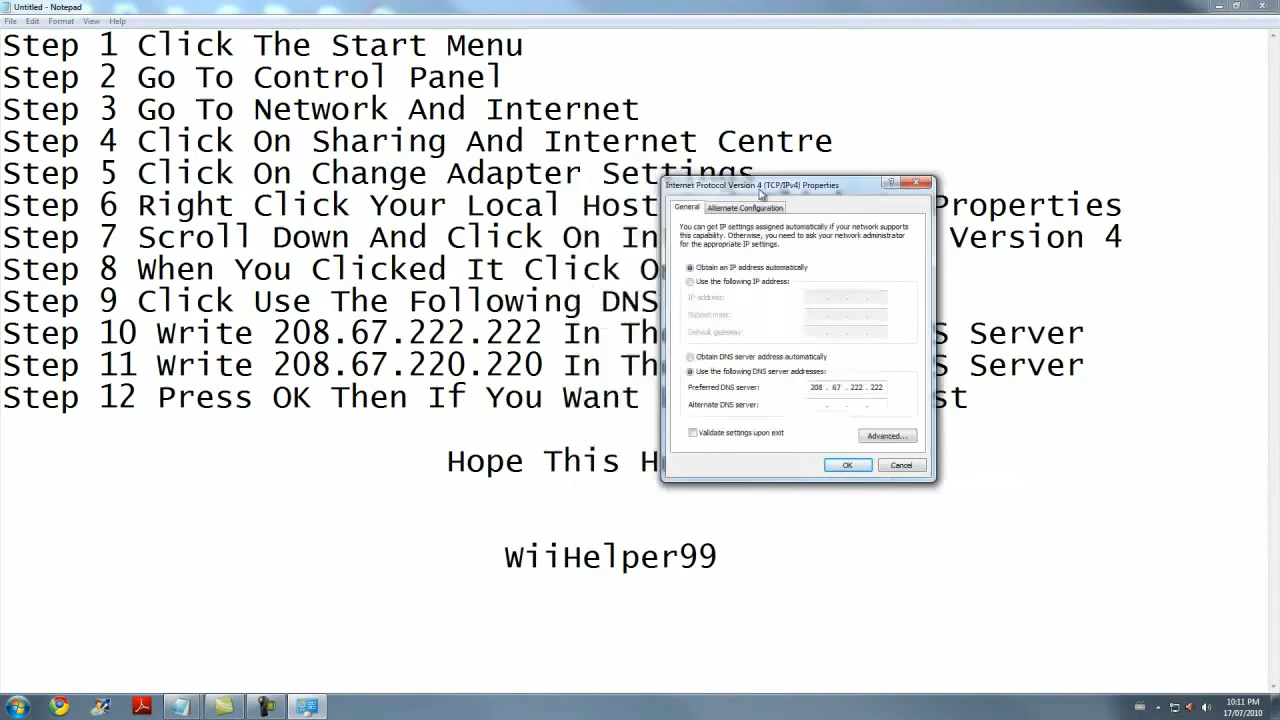 Untitled - Notepad
File Edit Format View Help
Step 1 Click The Start Menu
Step 2 Go To Control Panel
Step 3 Go To Network And Internet
Step 4 Click On Sharing And Internet Centre
Step 5 Click On Change Adapter Settings
Step 6 Right Click Your Local Host Properties
Step 7 Scroll Down And Click On In Version 4
Step 8 When You Clicked It Click O
Step 9 Click Use The Following DNS
Step 10 Write 208.67.222.222 In Th S Server
Step 11 Write 208.67.220.220 In Th S Server
Step 12 Press OK Then If You Want st
Hope This H
WiiHelper99
Internet Protocol Version 4 (TCP/IPv4) Properties
General Alternate Configuration
You can get IP settings assigned automatically if your network supports
this capability. Otherwise, you need to ask your network administrator
for the appropriate IP settings.
Obtain an IP address automatically
Use the following IP address:
IP address:
Subnet mask:
Default gateway:
Obtain DNS server address automatically
Use the following DNS server addresses:
Preferred DNS server: 208 . 67 . 222 . 222
Alternate DNS server:
Validate settings upon exit
Advanced...
OK Cancel
10:11 PM
17/07/2010